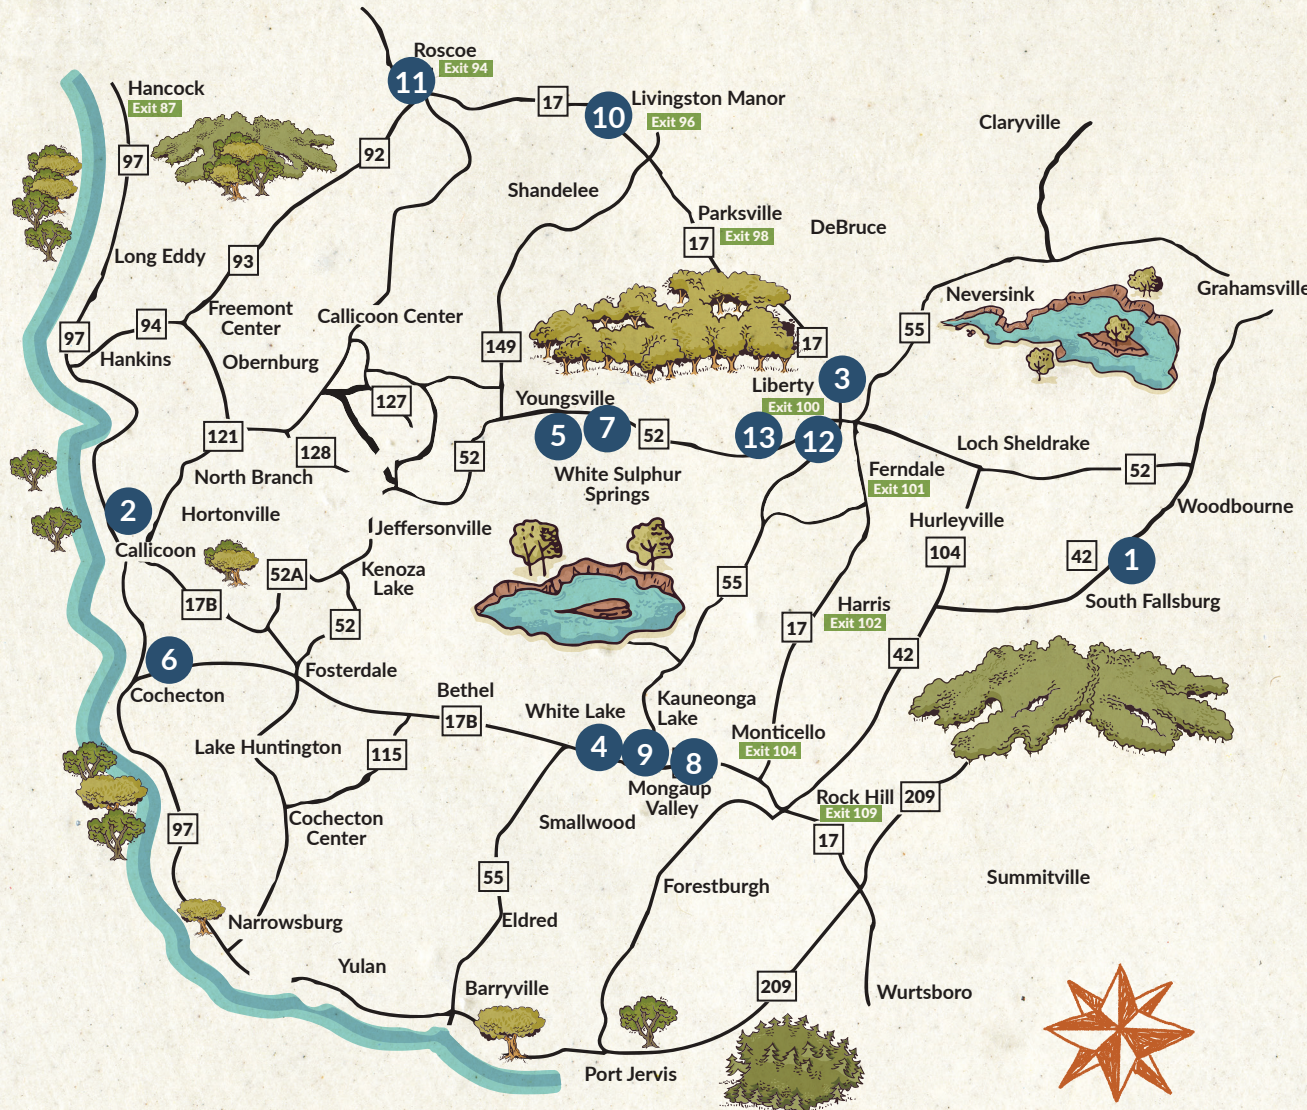 Roscoe
Exit 94
11
Hancock
Exit 87
17
10
Livingston Manor
Exit 96
Claryville
97
92
Shandelee
Parksville
Exit 98
17
DeBruce
Long Eddy
93
Neversink
Grahamsville
Freemont
Center
Callicoon Center
97
94
Hankins
Obernburg
149
17
55
Liberty
3
Exit 100
127
Youngsville
5
7
52
13
12
121
128
52
Loch Sheldrake
52
North Branch
White Sulphur
Springs
Ferndale
Exit 101
2
Hortonville
Jeffersonville
Hurleyville
Woodbourne
Callicoon
104
42
1
52A
Kenoza
Lake
55
17B
52
17
Harris
Exit 102
South Fallsburg
6
Cochecton
Fosterdale
42
Bethel
17B
White Lake
Kauneonga
Lake
Monticello
Exit 104
Lake Huntington
115
4
9
8
Mongaup
Valley
Rock Hill
Exit 109
209
97
Cochecton
Center
Smallwood
17
55
Forestburgh
Summitville
Narrowsburg
Eldred
Yulan
Barryville
209
Wurtsboro
Port Jervis